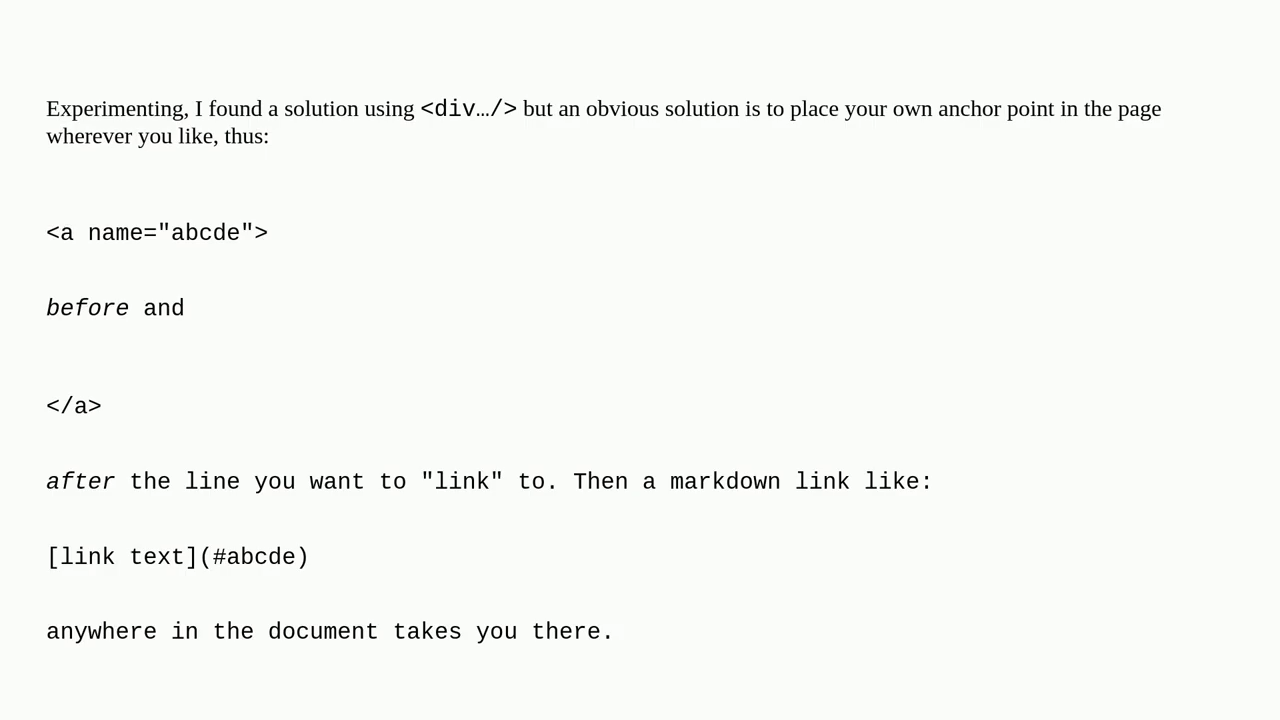 Experimenting, I found a solution using <div…/> but an obvious solution is to place your own anchor point in the page
wherever you like, thus:
<a name="abcde">
before and
</a>
after the line you want to "link" to. Then a markdown link like:
[link text](#abcde)
anywhere in the document takes you there.